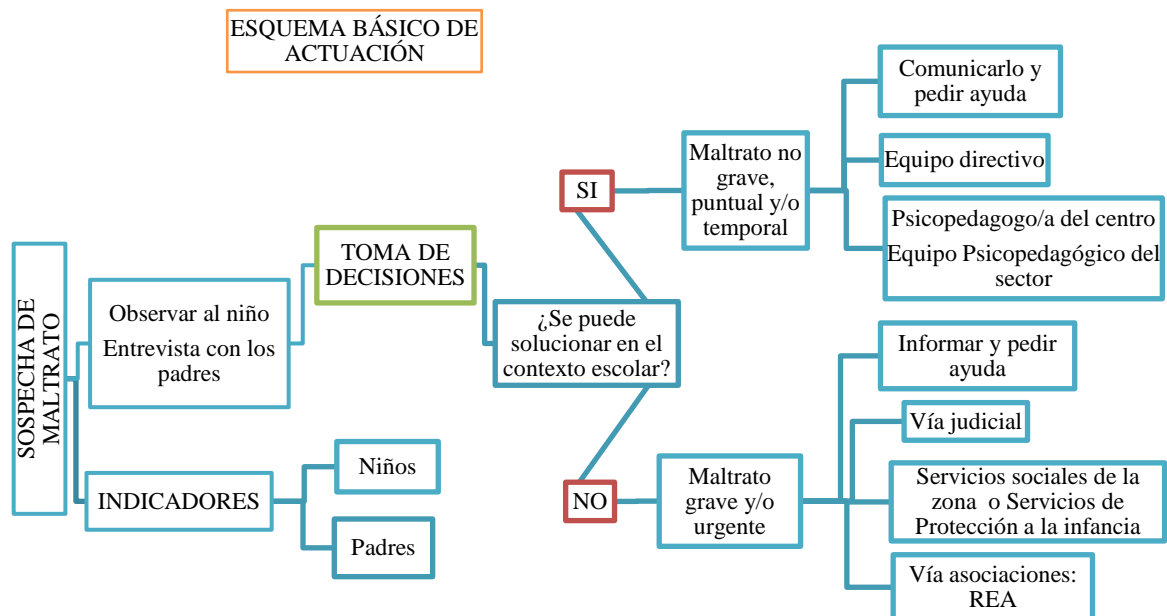 ESQUEMA BÁSICO DE
ACTUACIÓN
SOSPECHA DE
MALTRATO
Observar al niño
Entrevista con los
padres
INDICADORES
Niños
Padres
TOMA DE
DECISIONES
¿Se puede
solucionar en el
contexto escolar?
SI
Maltrato no
grave,
puntual y/o
temporal
Comunicarlo y
pedir ayuda
Equipo directivo
Psicopedagogo/a del centro
Equipo Psicopedagógico del
sector
NO
Maltrato
grave y/o
urgente
Informar y pedir
ayuda
Vía judicial
Servicios sociales de la
zona o Servicios de
Protección a la infancia
Vía asociaciones:
REA